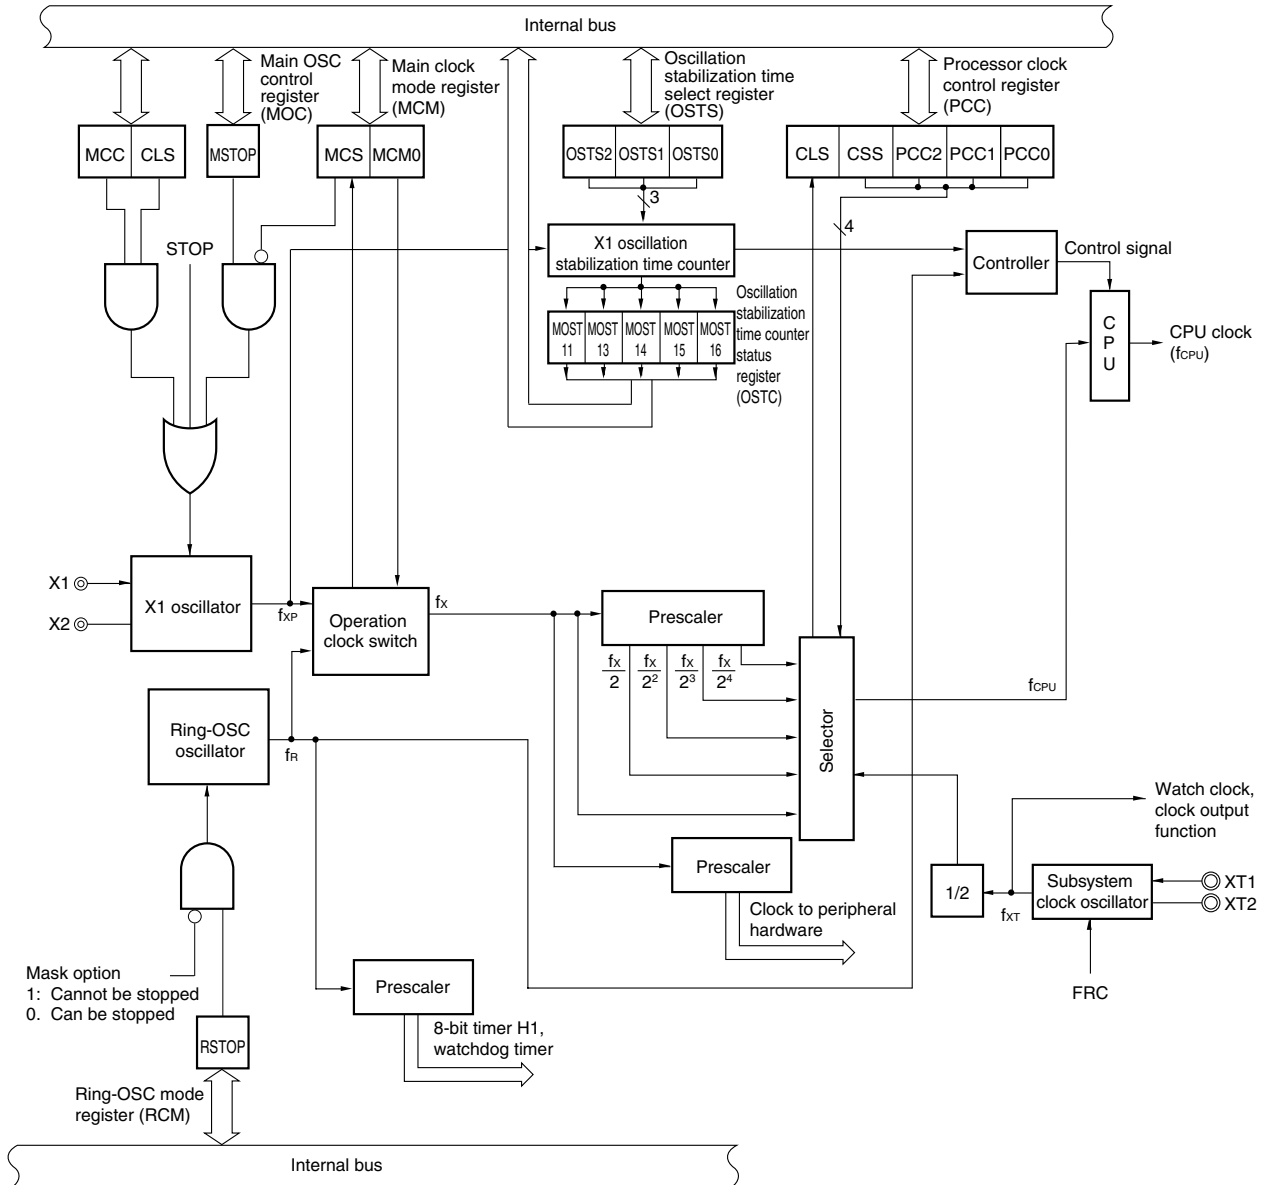 Internal bus
Main OSC
control
register
(MOC)
Main clock
mode register
(MCM)
Oscillation
stabilization time
select register
(OSTS)
Processor clock
control register
(PCC)
MCC CLS
MSTOP
MCS MCM0
OSTS2 OSTS1 OSTS0
CLS CSS PCC2 PCC1 PCC0
3
4
STOP
X1 oscillation
stabilization time counter
Controller
Control signal
Oscillation
stabilization
time counter
status
register
(OSTC)
MOST MOST MOST MOST MOST
11 13 14 15 16
C
P
U
CPU clock
(fCPU)
X1
X2
X1 oscillator
fXP
Operation
clock switch
fX
Prescaler
fX fX fX fX
2 2² 2³ 2⁴
Selector
fCPU
Ring-OSC
oscillator
fR
Watch clock,
clock output
function
Prescaler
1/2
fXT
Subsystem
clock oscillator
XT1
XT2
Clock to peripheral
hardware
FRC
Mask option
1: Cannot be stopped
0. Can be stopped
Prescaler
8-bit timer H1,
watchdog timer
RSTOP
Ring-OSC mode
register (RCM)
Internal bus